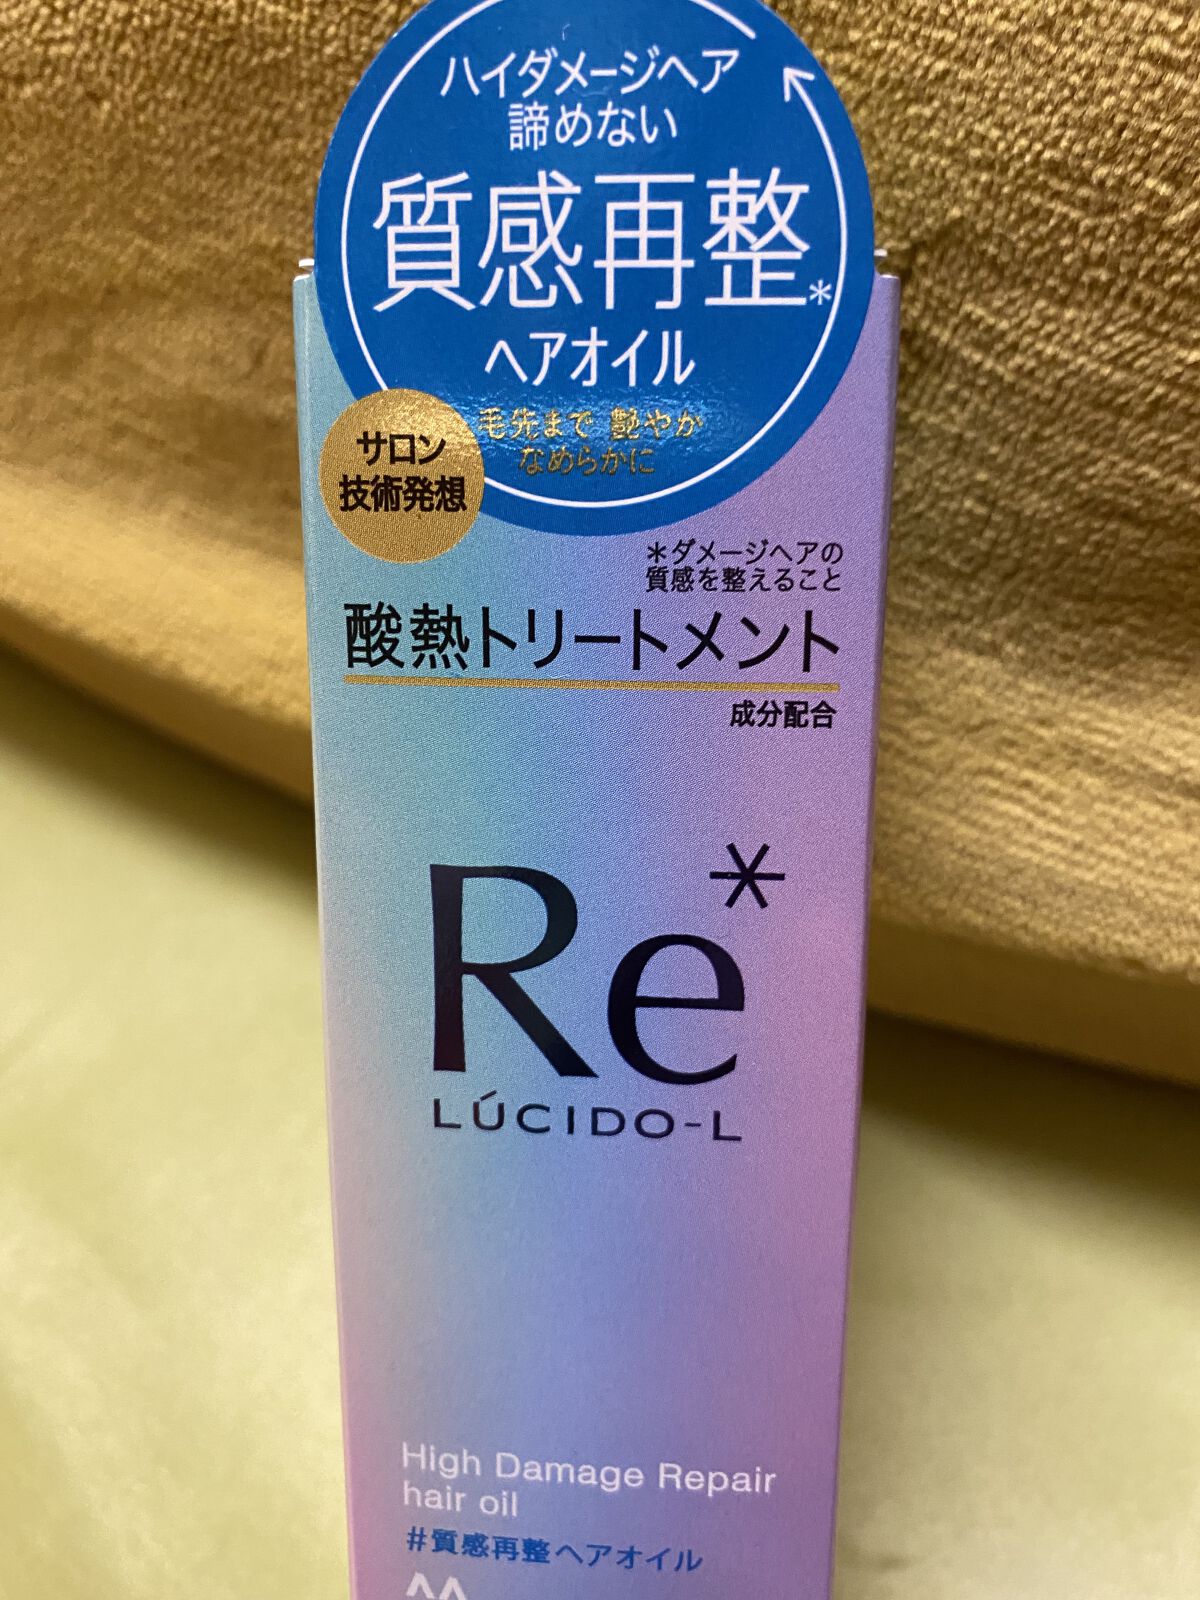 ハイダメージヘア
諦めない
質感再整*
ヘアオイル
毛先まで 艶やか
なめらかに
サロン
技術発想
*ダメージヘアの
質感を整えること
酸熱トリートメント
成分配合
Re*
LÚCIDO-L
High Damage Repair
hair oil
#質感再整ヘアオイル